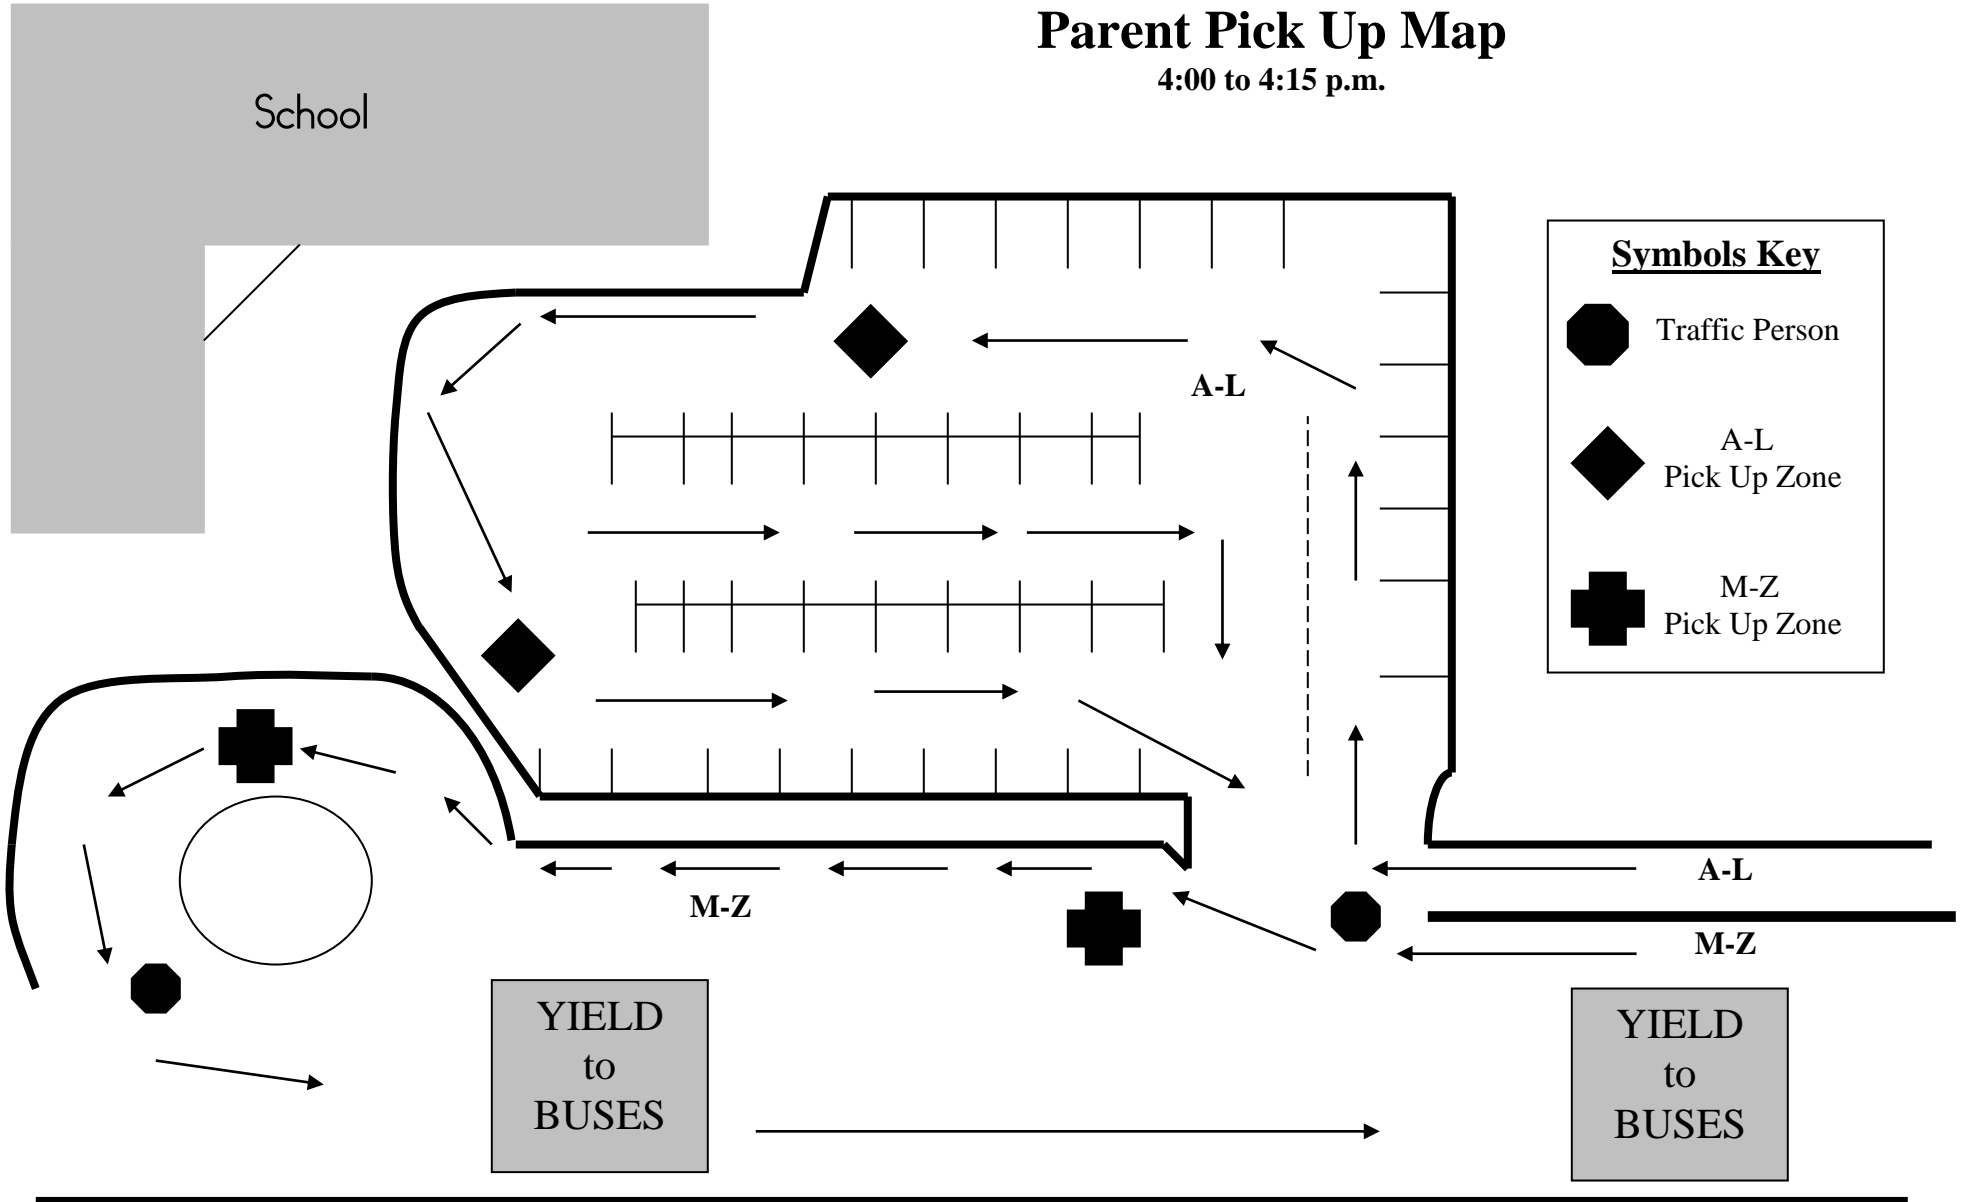 Parent Pick Up Map
4:00 to 4:15 p.m.
School
Symbols Key
Traffic Person
A-L
Pick Up Zone
M-Z
Pick Up Zone
A-L
A-L
M-Z
M-Z
YIELD
to
BUSES
YIELD
to
BUSES